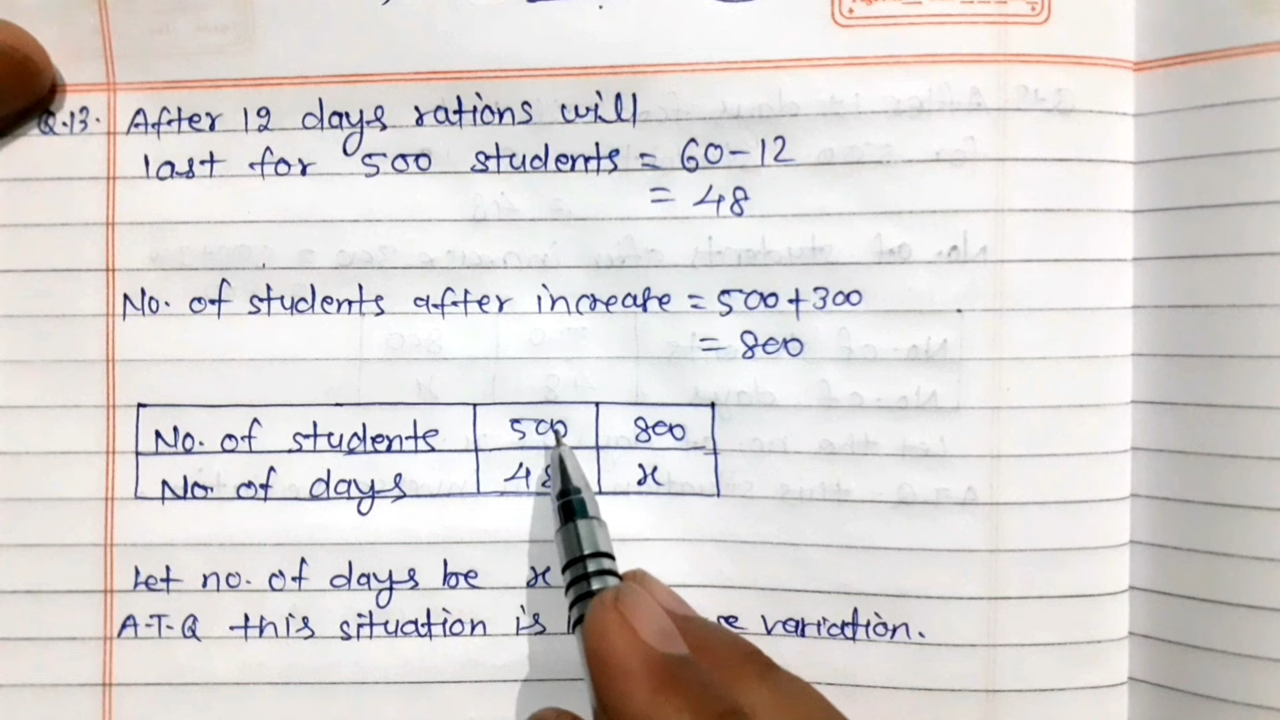 Q.13. After 12 days rations will
last for 500 students = 60-12
= 48
No. of students after increase = 500+300
= 800
No. of students 500 800
No of days 48 x
Let no. of days be x
A.T.Q this situation is variation.